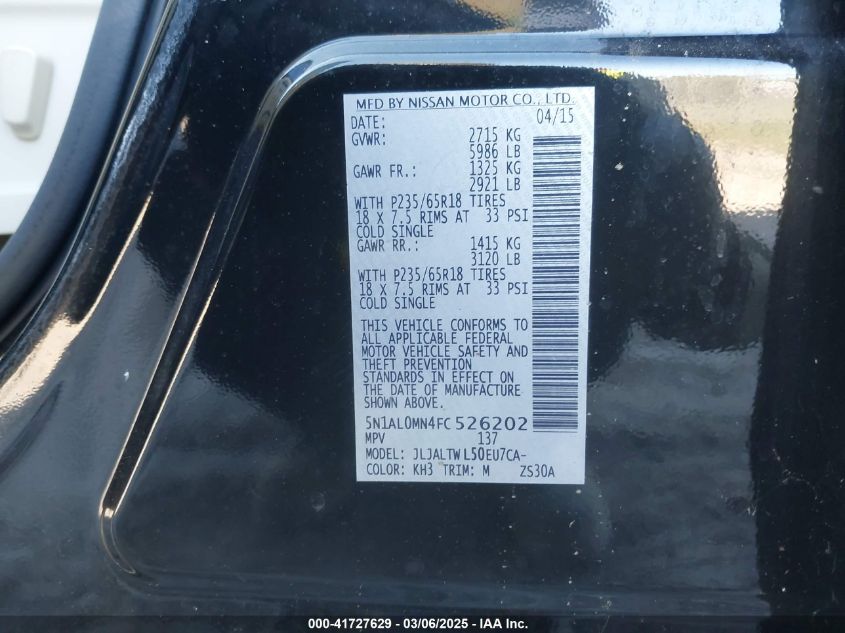 MFD BY NISSAN MOTOR CO., LTD.
DATE: 04/15
GVWR: 2715 KG
5986 LB
GAWR FR.: 1325 KG
2921 LB
WITH P235/65R18 TIRES
18 X 7.5 RIMS AT 33 PSI
COLD SINGLE
GAWR RR.: 1415 KG
3120 LB
WITH P235/65R18 TIRES
18 X 7.5 RIMS AT 33 PSI
COLD SINGLE
THIS VEHICLE CONFORMS TO
ALL APPLICABLE FEDERAL
MOTOR VEHICLE SAFETY AND
THEFT PREVENTION
STANDARDS IN EFFECT ON
THE DATE OF MANUFACTURE
SHOWN ABOVE.
5N1AL0MN4FC526202
MPV 137
MODEL: JLJALTWL50EU7CA-
COLOR: KH3 TRIM: M ZS30A
000-41727629 - 03/06/2025 - IAA Inc.